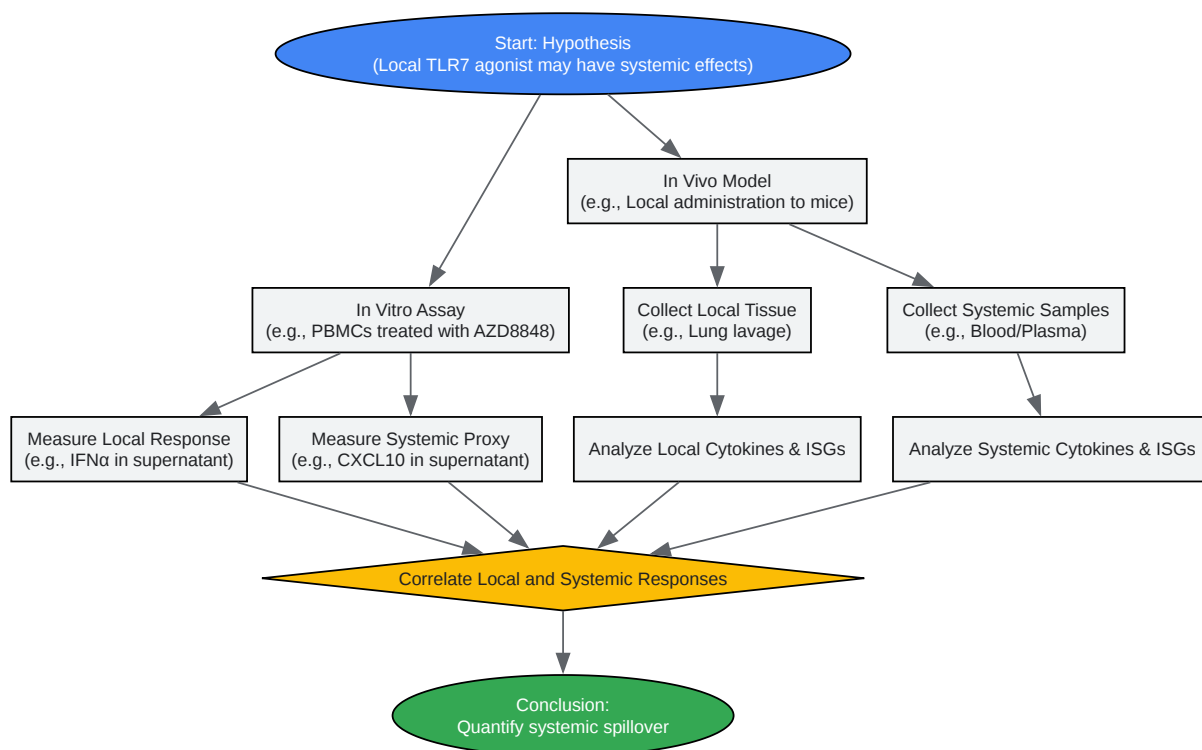 Start: Hypothesis
(Local TLR7 agonist may have systemic effects)
In Vivo Model
(e.g., Local administration to mice)
In Vitro Assay
(e.g., PBMCs treated with AZD8848)
Collect Local Tissue
(e.g., Lung lavage)
Collect Systemic Samples
(e.g., Blood/Plasma)
Measure Local Response
(e.g., IFNα in supernatant)
Measure Systemic Proxy
(e.g., CXCL10 in supernatant)
Analyze Local Cytokines & ISGs
Analyze Systemic Cytokines & ISGs
Correlate Local and Systemic Responses
Conclusion:
Quantify systemic spillover